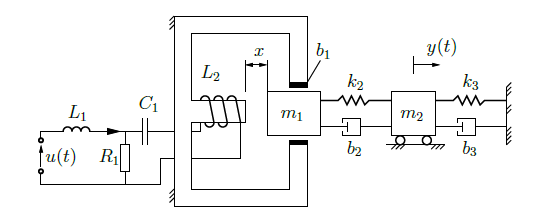 x
b₁
y(t)
L₂
k₂
k₃
L₁
C₁
m₁
m₂
u(t)
R₁
b₂
b₃